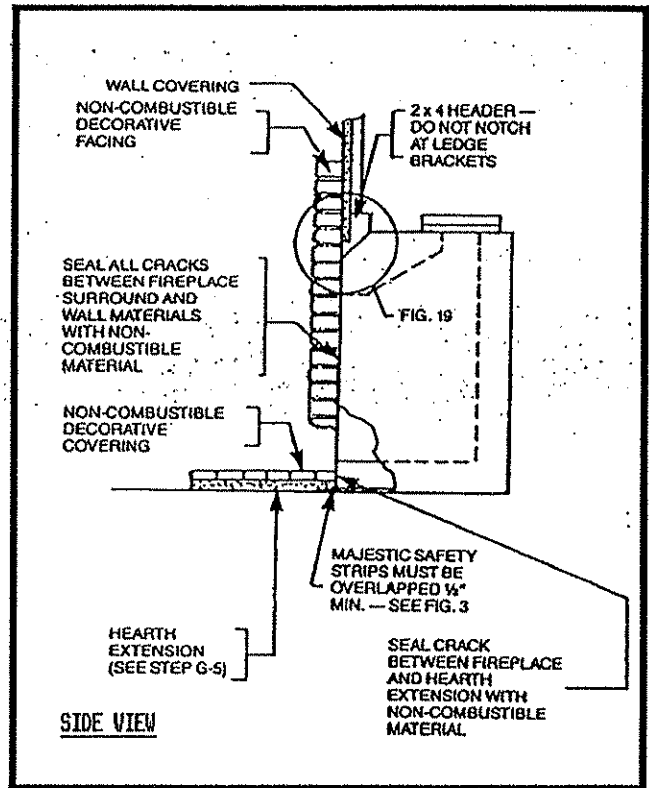 WALL COVERING
NON-COMBUSTIBLE
DECORATIVE
FACING
2 x 4 HEADER —
DO NOT NOTCH
AT LEDGE
BRACKETS
SEAL ALL CRACKS
BETWEEN FIREPLACE
SURROUND AND
WALL MATERIALS
WITH NON-
COMBUSTIBLE
MATERIAL
FIG. 19
NON-COMBUSTIBLE
DECORATIVE
COVERING
MAJESTIC SAFETY
STRIPS MUST BE
OVERLAPPED ½"
MIN. — SEE FIG. 3
HEARTH
EXTENSION
(SEE STEP G-5)
SEAL CRACK
BETWEEN FIREPLACE
AND HEARTH
EXTENSION WITH
NON-COMBUSTIBLE
MATERIAL
SIDE VIEW